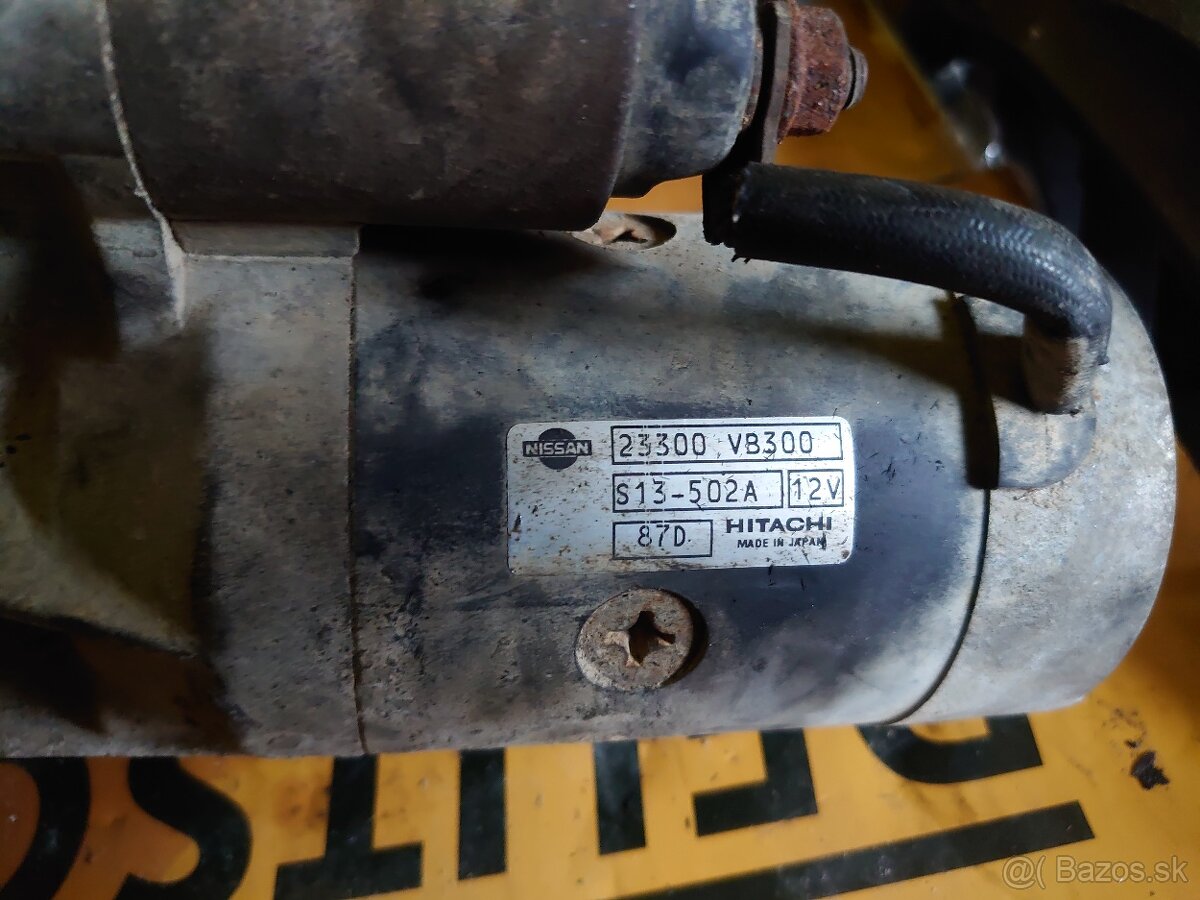 NISSAN
23300 VB300
S13-502A 12V
87D HITACHI
MADE IN JAPAN
@( Bazos.sk